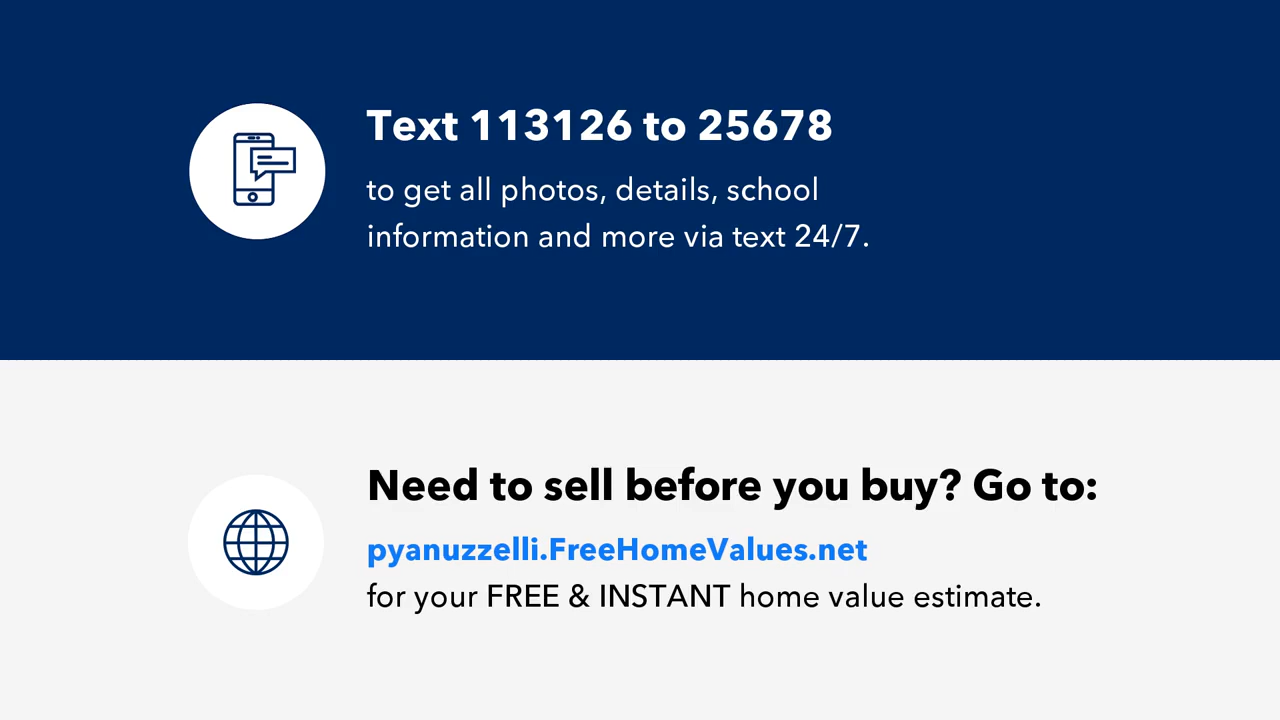 Text 113126 to 25678
to get all photos, details, school
information and more via text 24/7.
Need to sell before you buy? Go to:
pyanuzzelli.FreeHomeValues.net
for your FREE & INSTANT home value estimate.